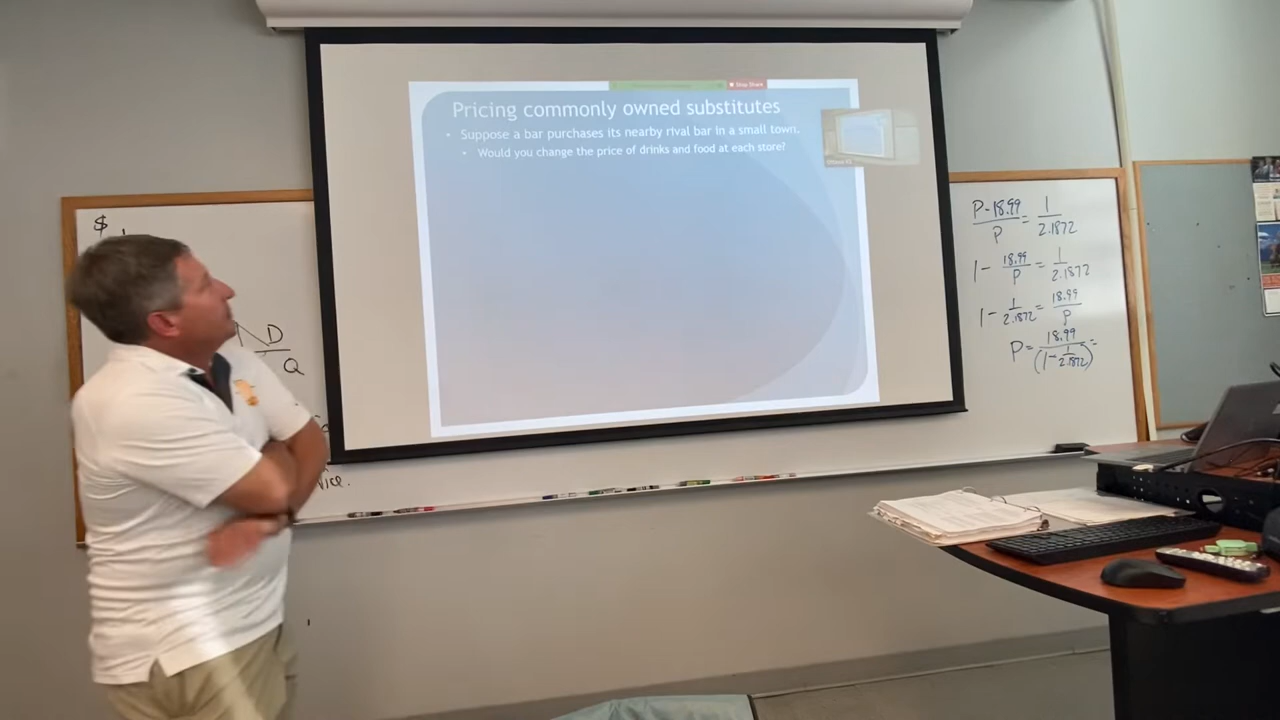 Stop Share
Pricing commonly owned substitutes
• Suppose a bar purchases its nearby rival bar in a small town.
• Would you change the price of drinks and food at each store?
$
D
Q
P-18.99/P = 1/2.1872
1 - 18.99/P = 1/2.1872
1 - 1/2.1872 = 18.99/P
P = 18.99/(1 - 1/2.1872) =